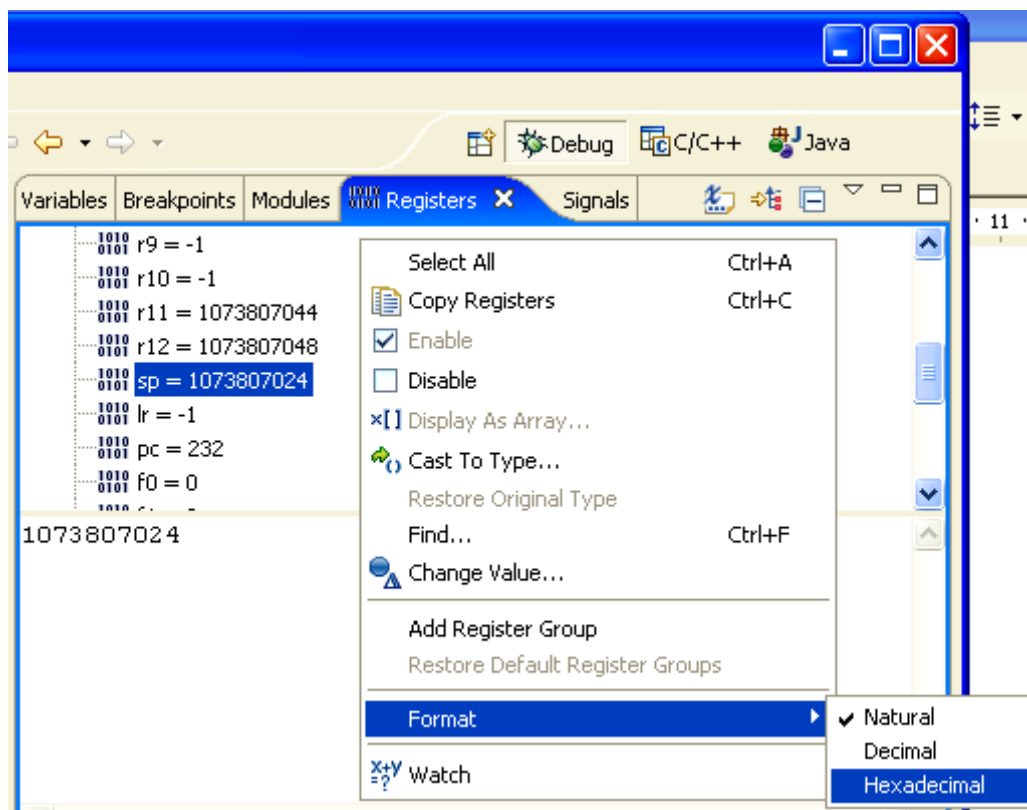 Debug C/C++ Java
Variables Breakpoints Modules Registers Signals
11
r9 = -1
r10 = -1
r11 = 1073807044
r12 = 1073807048
sp = 1073807024
lr = -1
pc = 232
f0 = 0
1073807024
Select All Ctrl+A
Copy Registers Ctrl+C
Enable
Disable
Display As Array...
Cast To Type...
Restore Original Type
Find... Ctrl+F
Change Value...
Add Register Group
Restore Default Register Groups
Format
Watch
Natural
Decimal
Hexadecimal